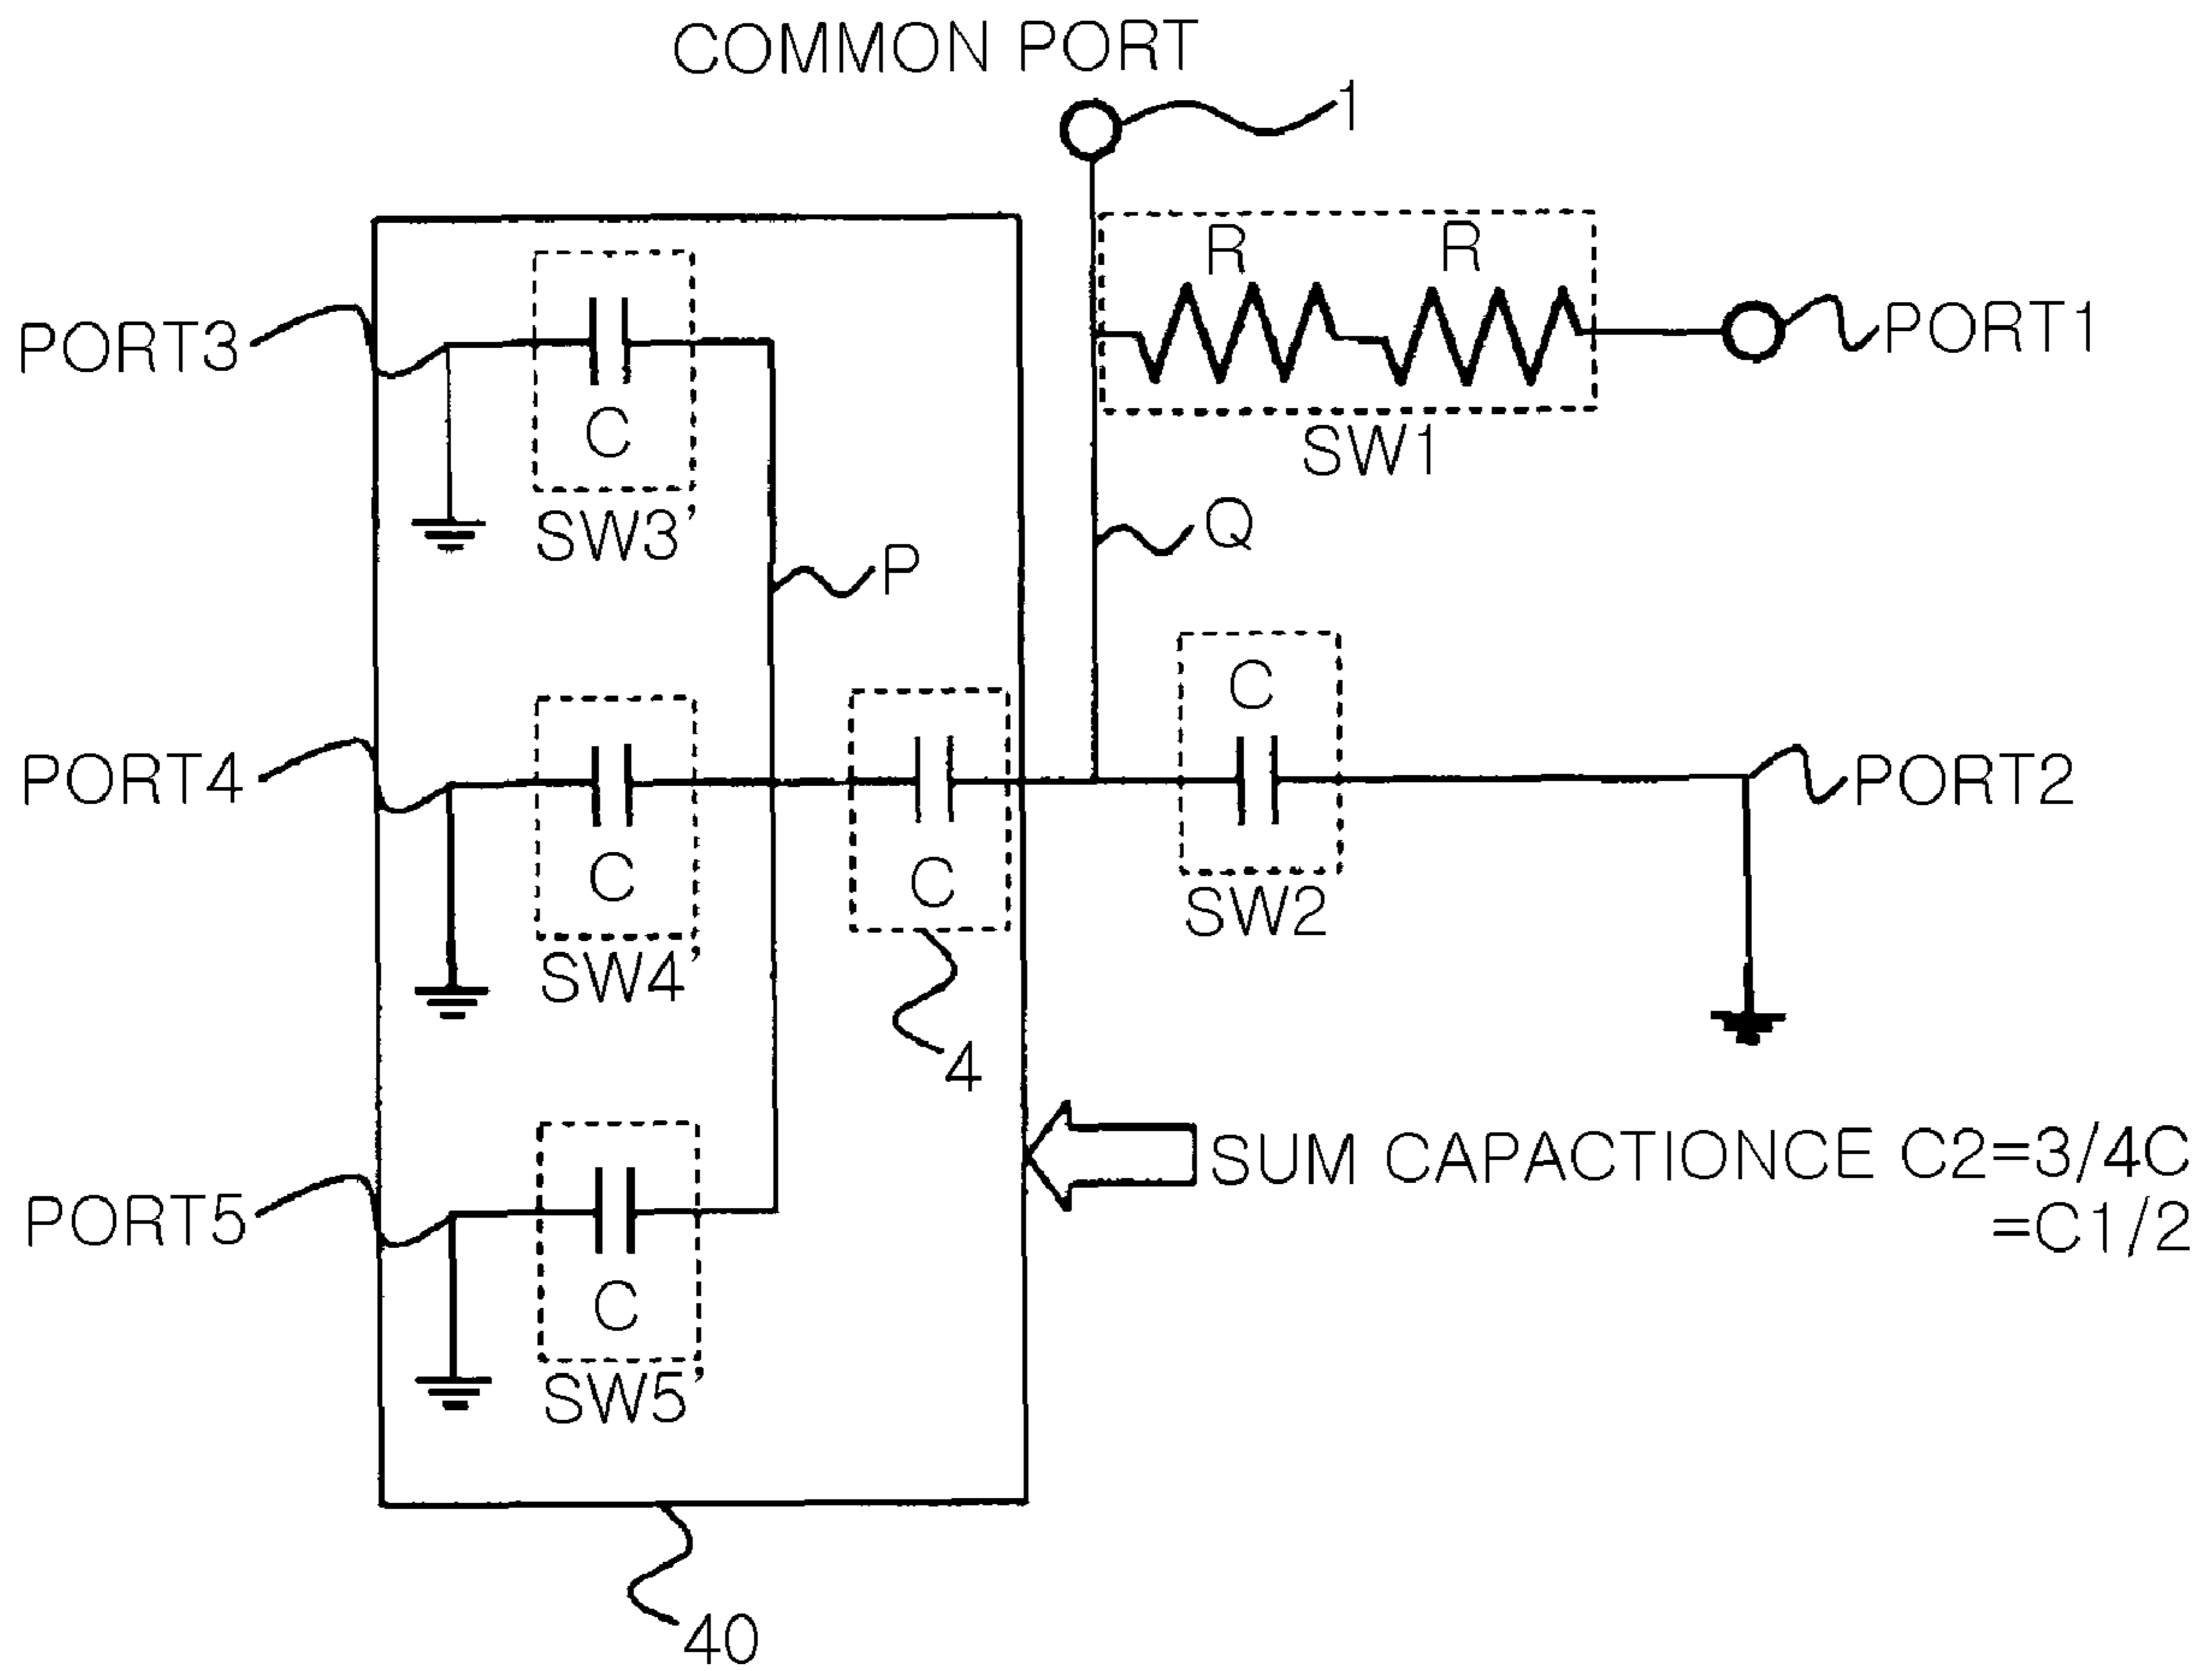 COMMON PORT
1
R R
PORT3
PORT1
C
SW1
SW3'
Q
P
C
PORT4
PORT2
C
C
SW2
SW4'
4
SUM CAPACTIONCE C2=3/4C
PORT5
=C1/2
C
SW5'
40